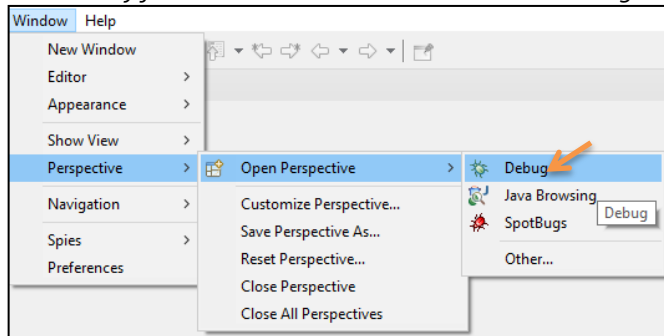 Window Help
New Window
Editor
Appearance
Show View
Perspective
Navigation
Spies
Preferences
Open Perspective
Customize Perspective...
Save Perspective As...
Reset Perspective...
Close Perspective
Close All Perspectives
Debug
Java Browsing
SpotBugs
Other...
Debug